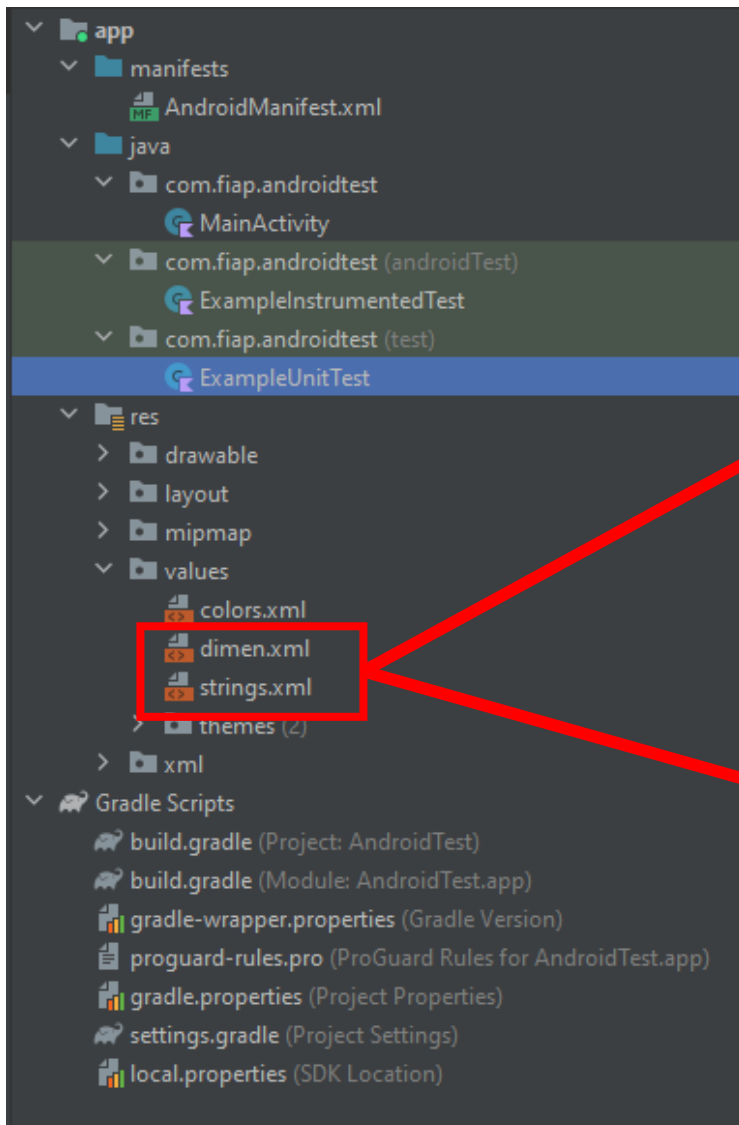 app
manifests
MF AndroidManifest.xml
java
com.fiap.androidtest
MainActivity
com.fiap.androidtest (androidTest)
ExampleInstrumentedTest
com.fiap.androidtest (test)
ExampleUnitTest
res
drawable
layout
mipmap
values
colors.xml
dimen.xml
strings.xml
themes (2)
xml
Gradle Scripts
build.gradle (Project: AndroidTest)
build.gradle (Module: AndroidTest.app)
gradle-wrapper.properties (Gradle Version)
proguard-rules.pro (ProGuard Rules for AndroidTest.app)
gradle.properties (Project Properties)
settings.gradle (Project Settings)
local.properties (SDK Location)